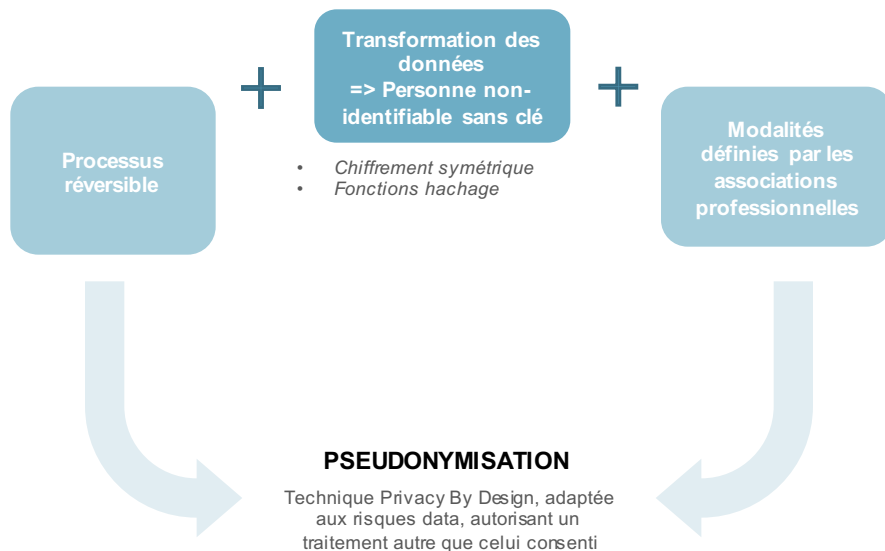 Processus
réversible
Transformation des
données
=> Personne non-
identifiable sans clé
• Chiffrement symétrique
• Fonctions hachage
Modalités
définies par les
associations
professionnelles
PSEUDONYMISATION
Technique Privacy By Design, adaptée
aux risques data, autorisant un
traitement autre que celui consenti